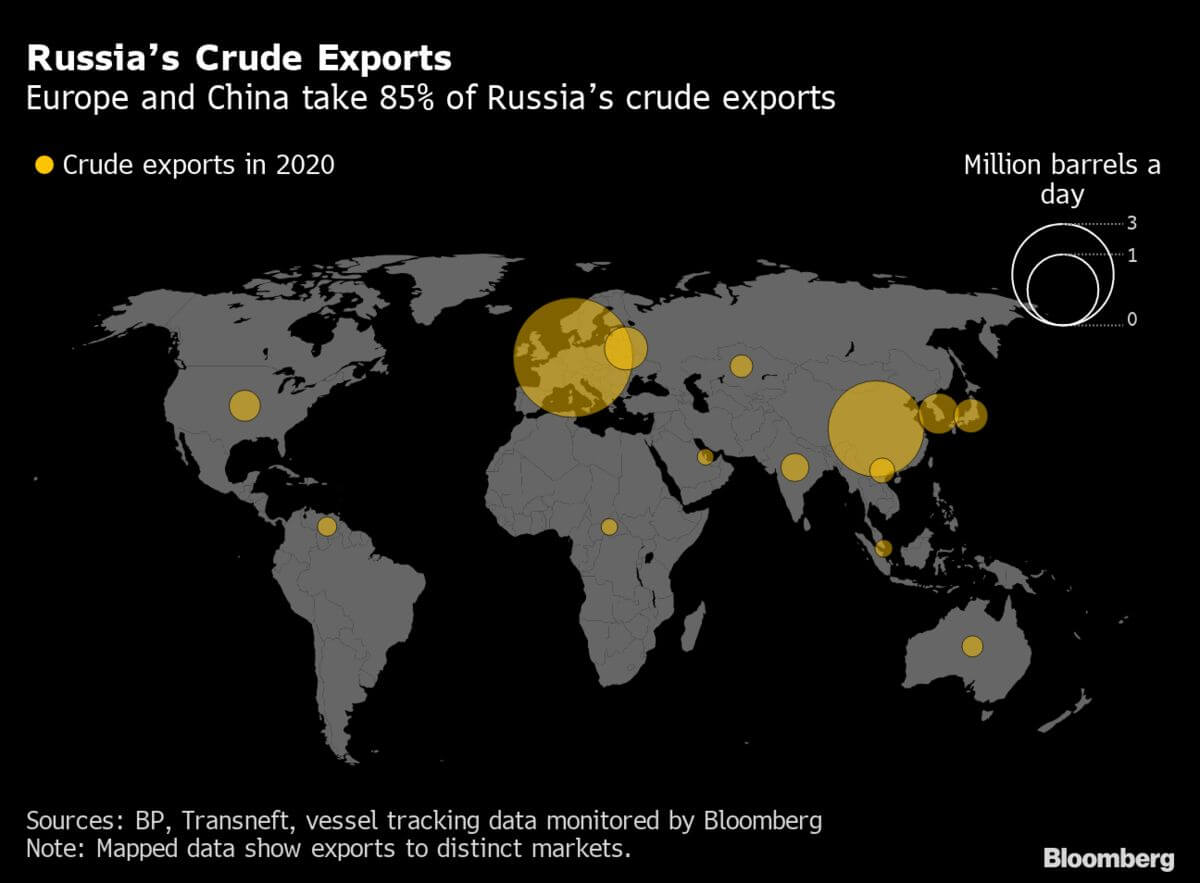 Russia’s Crude Exports
Europe and China take 85% of Russia’s crude exports
Crude exports in 2020
Million barrels a
day
3
1
0
Sources: BP, Transneft, vessel tracking data monitored by Bloomberg
Note: Mapped data show exports to distinct markets.
Bloomberg